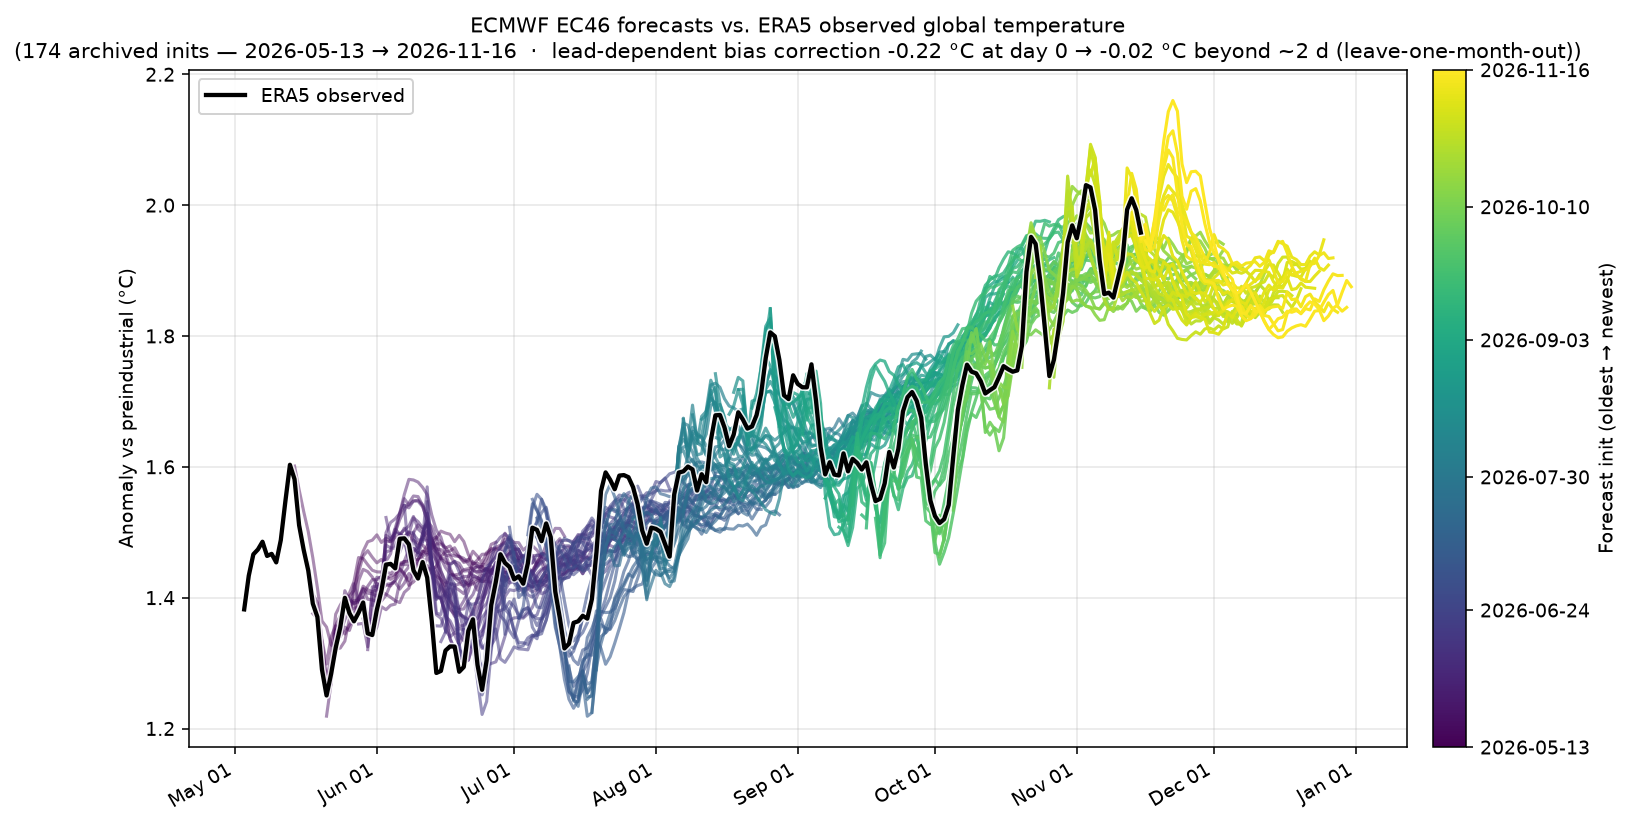 ECMWF EC46 forecasts vs. ERA5 observed global temperature
(174 archived inits — 2026-05-13 → 2026-11-16 · lead-dependent bias correction -0.22 °C at day 0 → -0.02 °C beyond ~2 d (leave-one-month-out))
ERA5 observed
Anomaly vs preindustrial (°C)
2.2
2.0
1.8
1.6
1.4
1.2
May 01
Jun 01
Jul 01
Aug 01
Sep 01
Oct 01
Nov 01
Dec 01
Jan 01
2026-11-16
2026-10-10
2026-09-03
2026-07-30
2026-06-24
2026-05-13
Forecast init (oldest → newest)